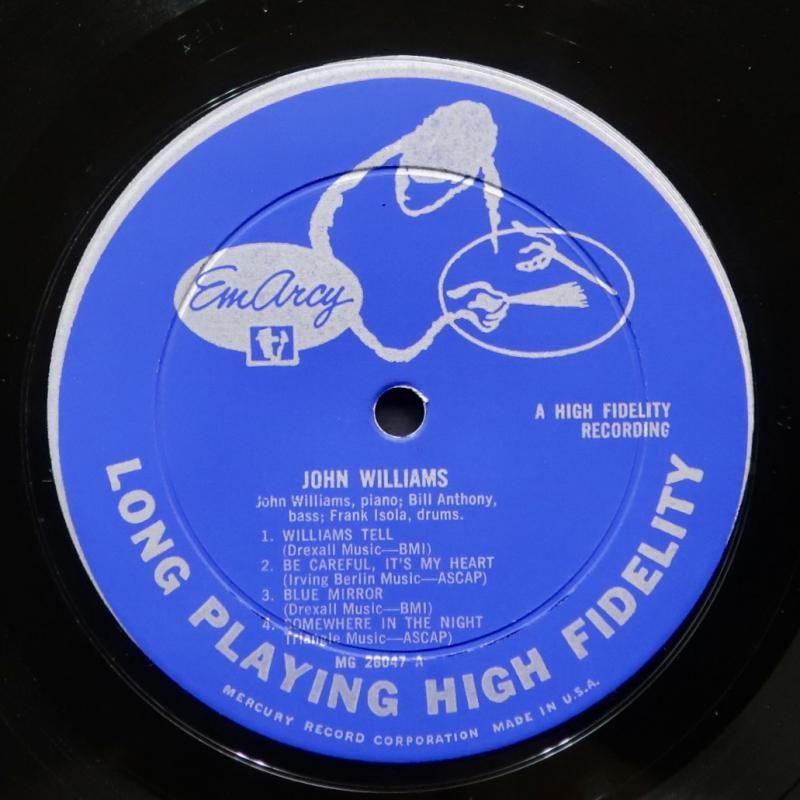 EmArcy
A HIGH FIDELITY
RECORDING
JOHN WILLIAMS
John Williams, piano; Bill Anthony,
bass; Frank Isola, drums.
1. WILLIAMS TELL
(Drexall Music—BMI)
2. BE CAREFUL, IT'S MY HEART
(Irving Berlin Music—ASCAP)
3. BLUE MIRROR
(Drexall Music—BMI)
4. SOMEWHERE IN THE NIGHT
Triangle Music—ASCAP)
MG 26047 A
LONG PLAYING HIGH FIDELITY
MERCURY RECORD CORPORATION MADE IN U.S.A.